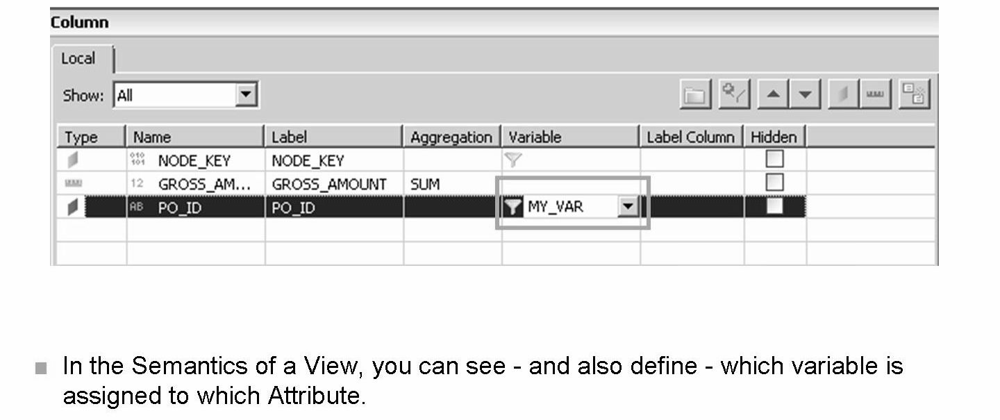 Column
Local
Show: All
Type Name Label Aggregation Variable Label Column Hidden
010 101 NODE_KEY NODE_KEY
12 GROSS_AM... GROSS_AMOUNT SUM
AB PO_ID PO_ID MY_VAR
■ In the Semantics of a View, you can see - and also define - which variable is
assigned to which Attribute.